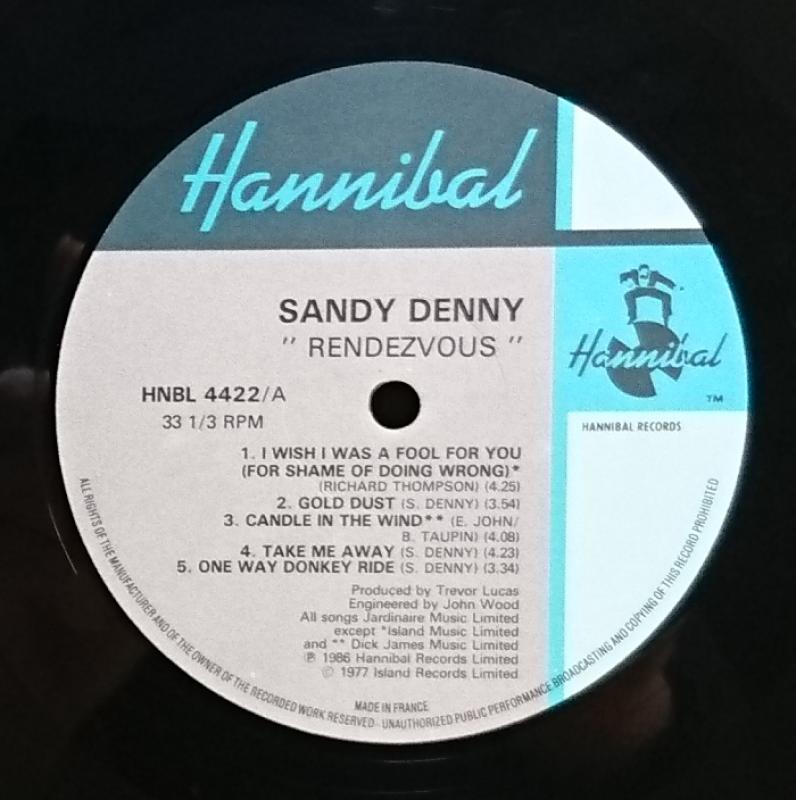 Hannibal
SANDY DENNY
" RENDEZVOUS "
Hannibal
TM
HNBL 4422/A
33 1/3 RPM
HANNIBAL RECORDS
1. I WISH I WAS A FOOL FOR YOU
(FOR SHAME OF DOING WRONG)*
(RICHARD THOMPSON) (4.25)
2. GOLD DUST (S. DENNY) (3.54)
3. CANDLE IN THE WIND** (E. JOHN/
B. TAUPIN) (4.08)
4. TAKE ME AWAY (S. DENNY) (4.23)
5. ONE WAY DONKEY RIDE (S. DENNY) (3.34)
Produced by Trevor Lucas
Engineered by John Wood
All songs Jardinaire Music Limited
except *Island Music Limited
and ** Dick James Music Limited
℗ 1986 Hannibal Records Limited
© 1977 Island Records Limited
MADE IN FRANCE
ALL RIGHTS OF THE MANUFACTURER AND OF THE OWNER OF THE RECORDED WORK RESERVED - UNAUTHORIZED PUBLIC PERFORMANCE BROADCASTING AND COPYING OF THIS RECORD PROHIBITED